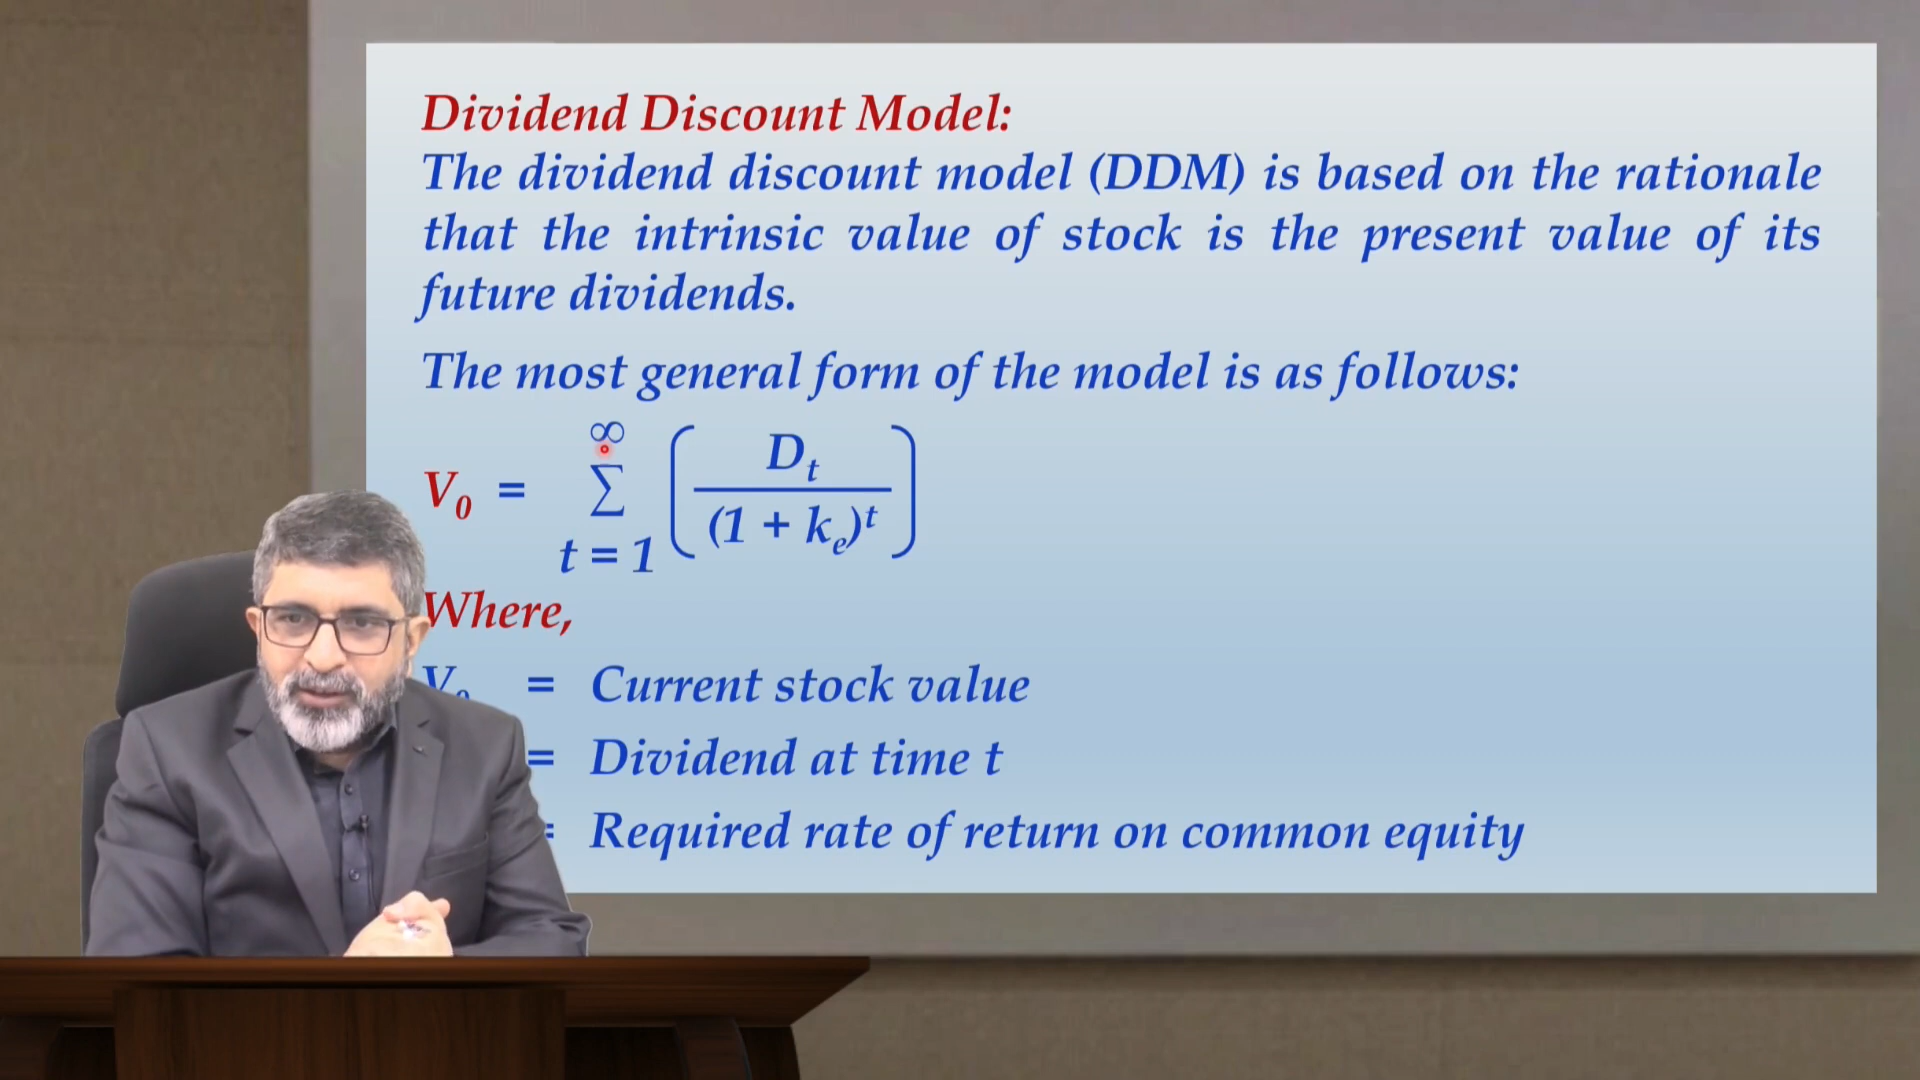 Dividend Discount Model:
The dividend discount model (DDM) is based on the rationale
that the intrinsic value of stock is the present value of its
future dividends.
The most general form of the model is as follows:
V₀ = ∞ Σ t = 1 ( Dₜ / (1 + kₑ)ᵗ )
Where,
V₀ = Current stock value
= Dividend at time t
= Required rate of return on common equity